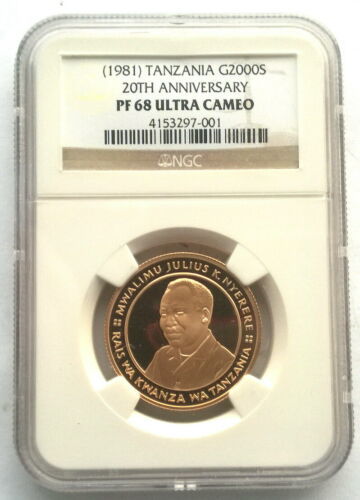 (1981) TANZANIA G2000S
20TH ANNIVERSARY
PF 68 ULTRA CAMEO
4153297-001
NGC
MWALIMU JULIUS K. NYERERE
RAIS WA KWANZA WA TANZANIA